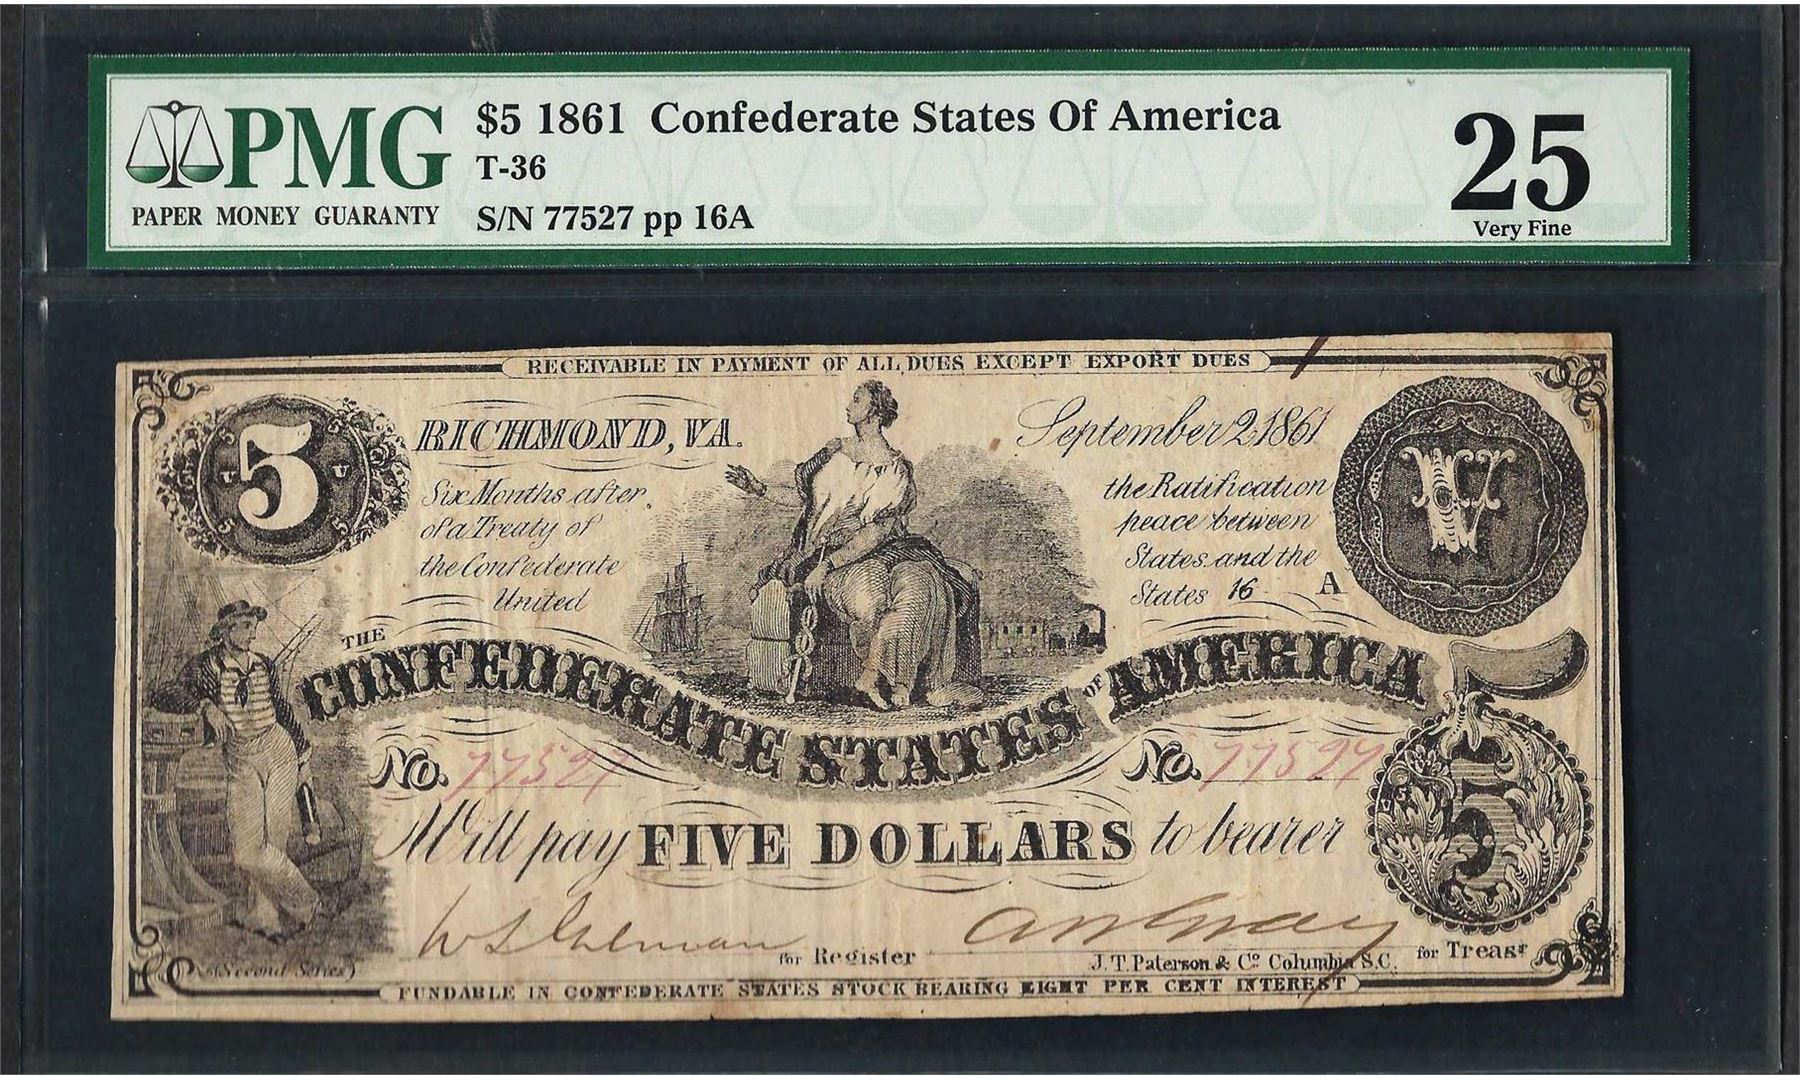 PMG
PAPER MONEY GUARANTY
$5 1861 Confederate States Of America
T-36
S/N 77527 pp 16A
25
Very Fine
RECEIVABLE IN PAYMENT OF ALL DUES EXCEPT EXPORT DUES
5
RICHMOND, VA.
September 2, 1861
V
Six Months after
the Ratification
of a Treaty of
peace between
the Confederate
States and the
United
States 16 A
THE
CONFEDERATE STATES OF AMERICA
No. 77527
No. 77527
5
U 5
Will pay FIVE DOLLARS to bearer
for Register
for Treasr
J. T. Paterson & Co Columbia S.C.
(Second Series)
FUNDABLE IN CONFEDERATE STATES STOCK BEARING EIGHT PER CENT INTEREST